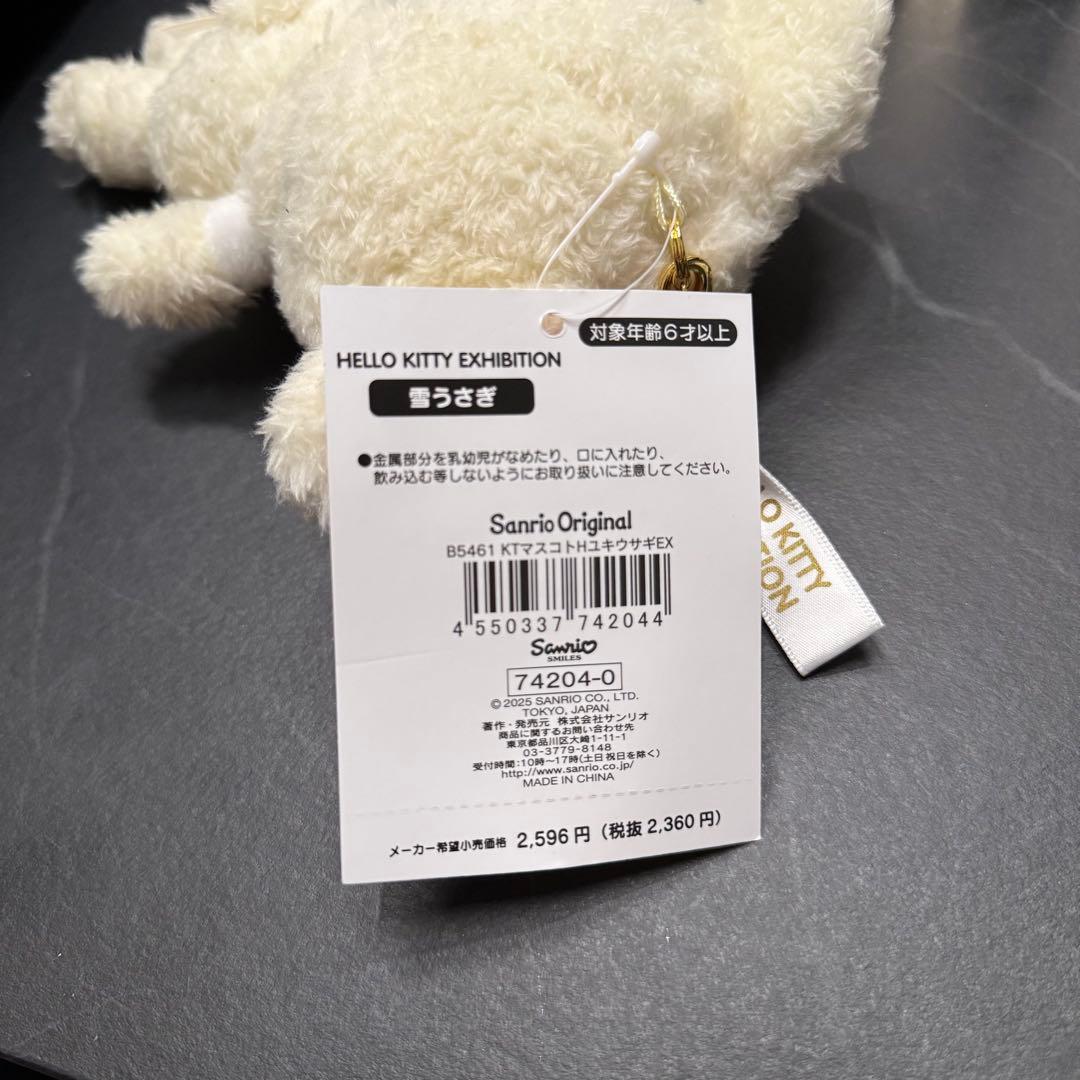 対象年齢6才以上
HELLO KITTY EXHIBITION
雪うさぎ
●金属部分を乳幼児がなめたり、口に入れたり、
飲み込む等しないようにお取り扱いに注意してください。
Sanrio Original
B5461 KTマスコトHユキウサギEX
4 550337 742044
Sanrio
SMILES
74204-0
© 2025 SANRIO CO., LTD.
TOKYO, JAPAN
著作・発売元 株式会社サンリオ
商品に関するお問い合わせ先
東京都品川区大崎1-11-1
03-3779-8148
受付時間:10時〜17時(土日祝日を除く)
http://www.sanrio.co.jp/
MADE IN CHINA
メーカー希望小売価格 2,596円(税抜2,360円)
KITTY